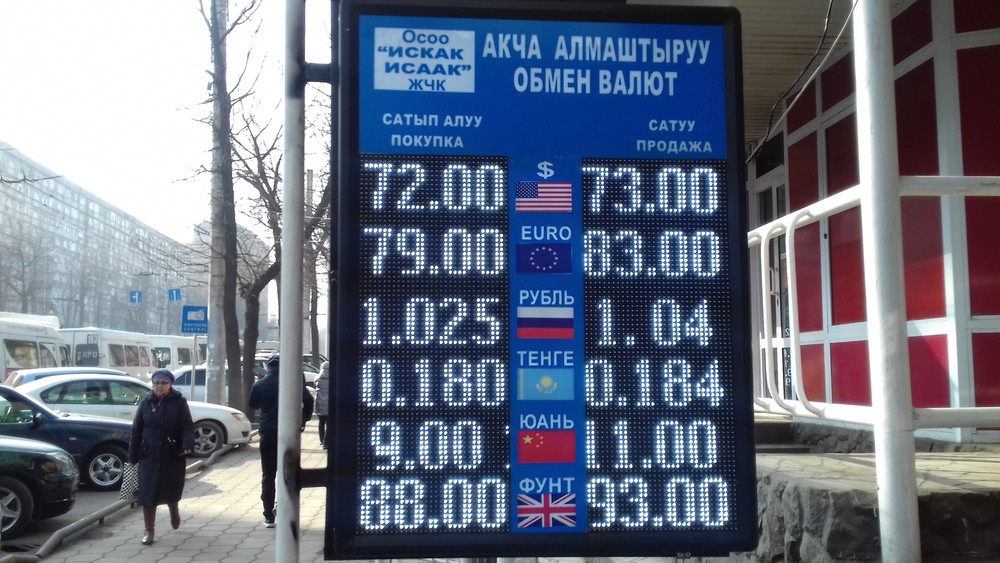 Осоо
"ИСКАК
ИСААК"
ЖЧК
АКЧА АЛМАШТЫРУУ
ОБМЕН ВАЛЮТ
САТЫП АЛУУ
ПОКУПКА
САТУУ
ПРОДАЖА
$
72.00 73.00
EURO
79.00 83.00
РУБЛЬ
1.025 1.04
ТЕНГЕ
0.180 0.184
ЮАНЬ
9.00 11.00
ФУНТ
88.00 93.00